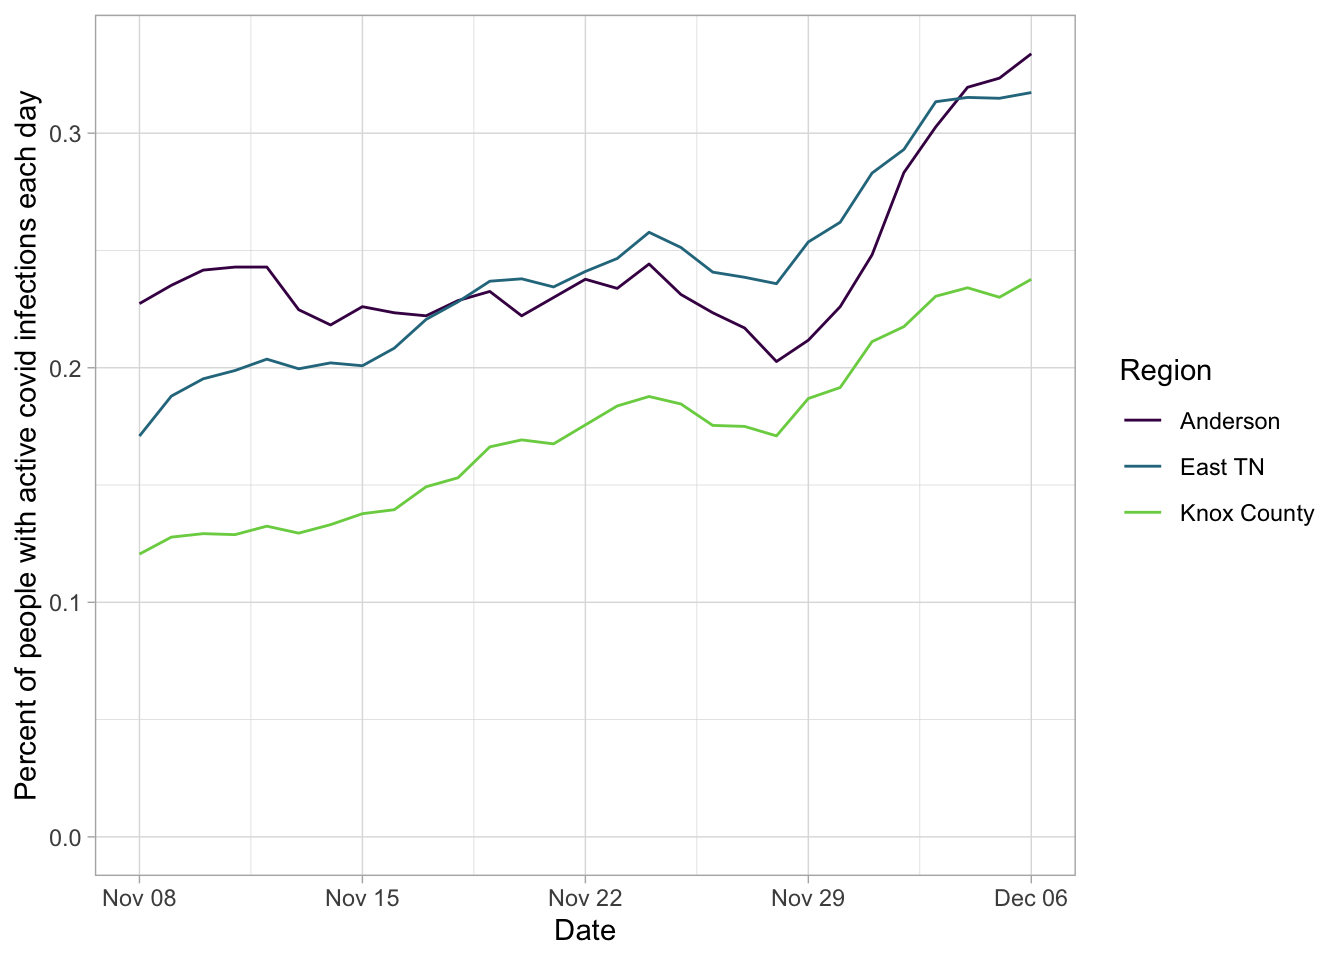 Percent of people with active covid infections each day
0.3
0.2
0.1
0.0
Nov 08
Nov 15
Nov 22
Nov 29
Dec 06
Date
Region
Anderson
East TN
Knox County